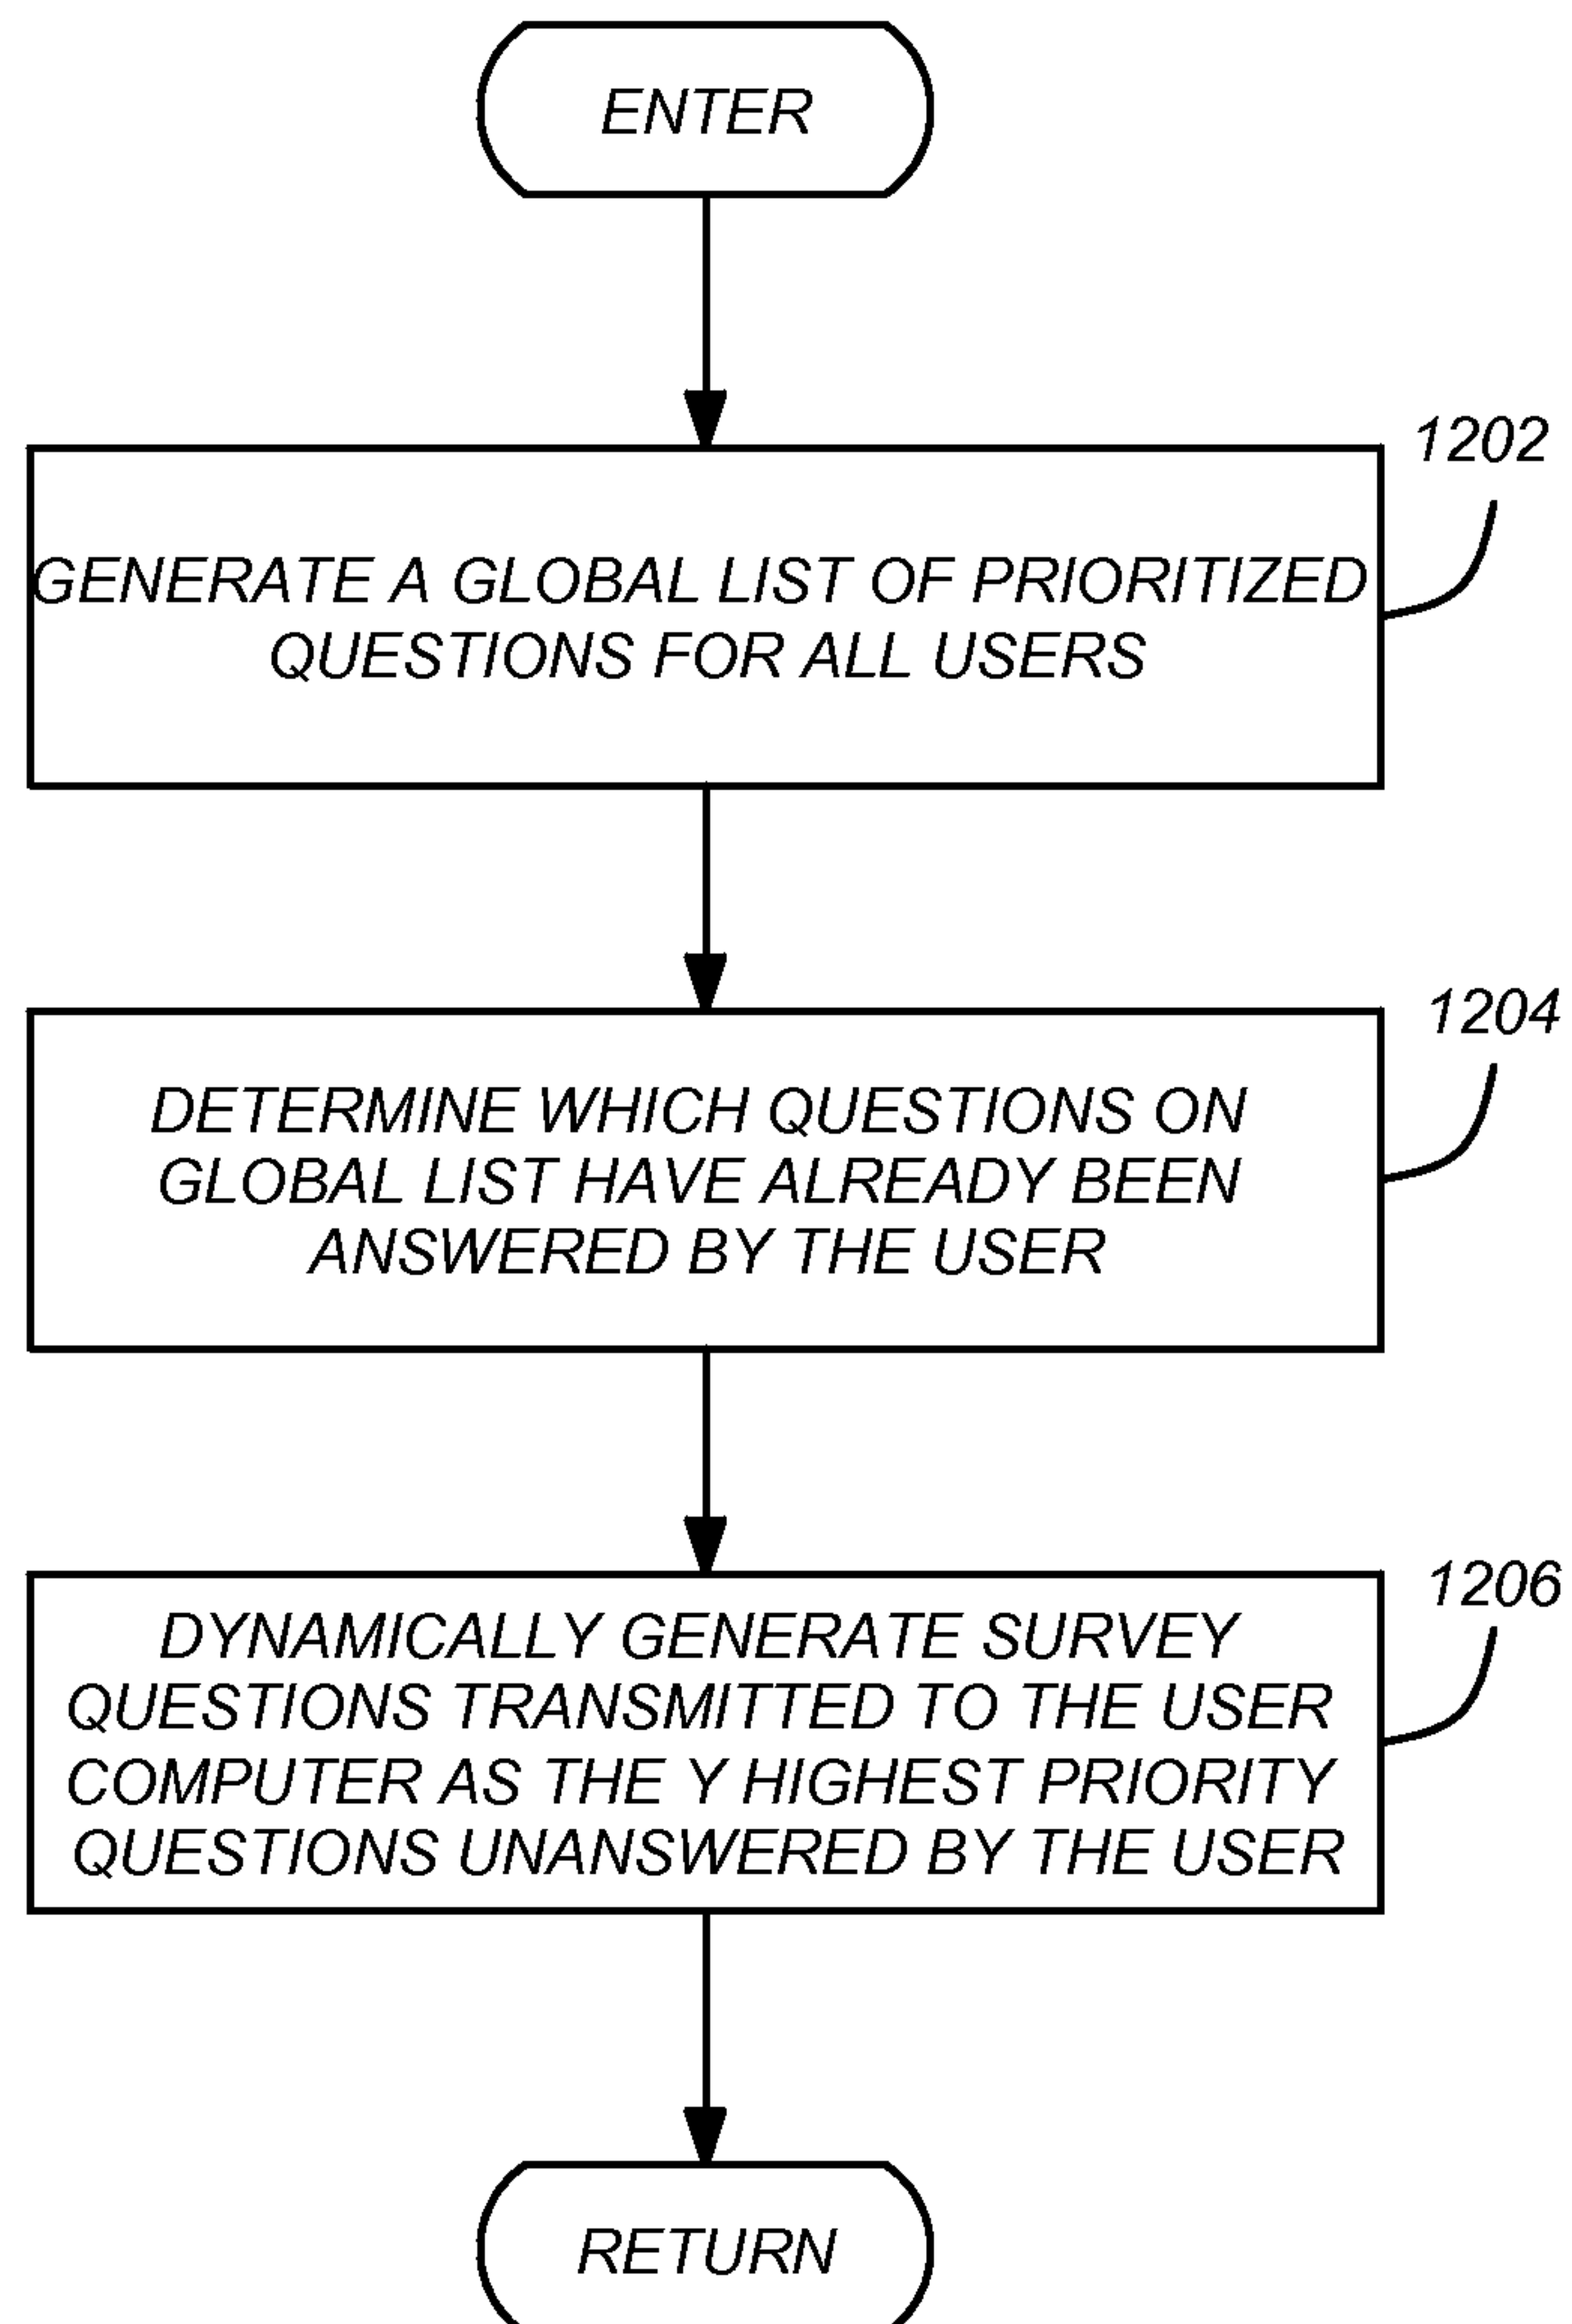 ENTER
1202
GENERATE A GLOBAL LIST OF PRIORITIZED
QUESTIONS FOR ALL USERS
1204
DETERMINE WHICH QUESTIONS ON
GLOBAL LIST HAVE ALREADY BEEN
ANSWERED BY THE USER
1206
DYNAMICALLY GENERATE SURVEY
QUESTIONS TRANSMITTED TO THE USER
COMPUTER AS THE Y HIGHEST PRIORITY
QUESTIONS UNANSWERED BY THE USER
RETURN